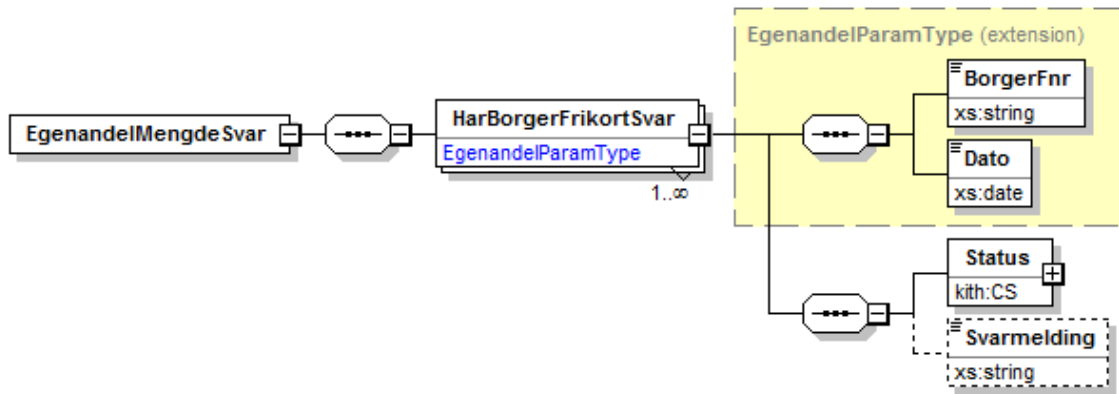 EgenandelParamType (extension)
BorgerFnr
xs:string
EgenandelMengdeSvar
HarBorgerFrikortSvar
EgenandelParamType
1..∞
Dato
xs:date
Status
kith:CS
Svarmelding
xs:string